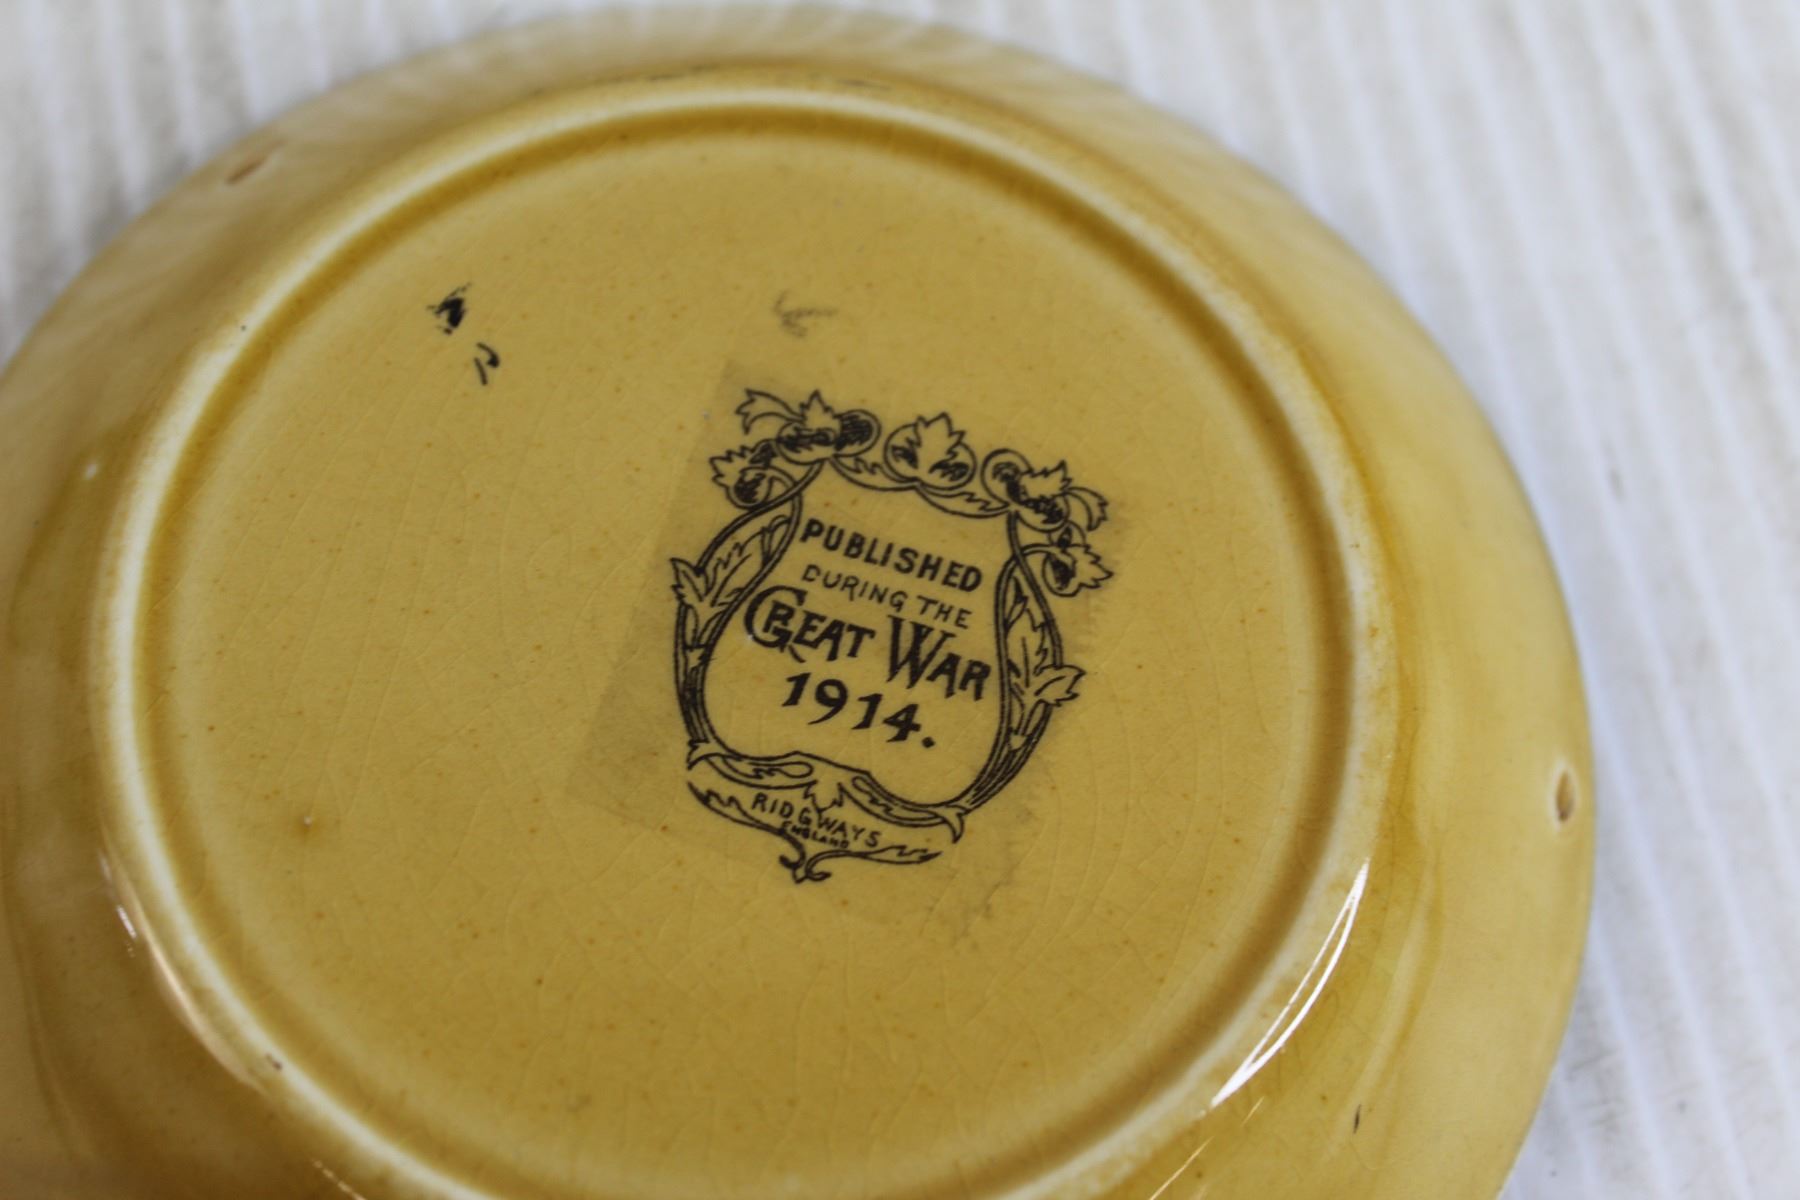 PUBLISHED
DURING THE
GREAT WAR
1914.
RIDGWAYS
ENGLAND